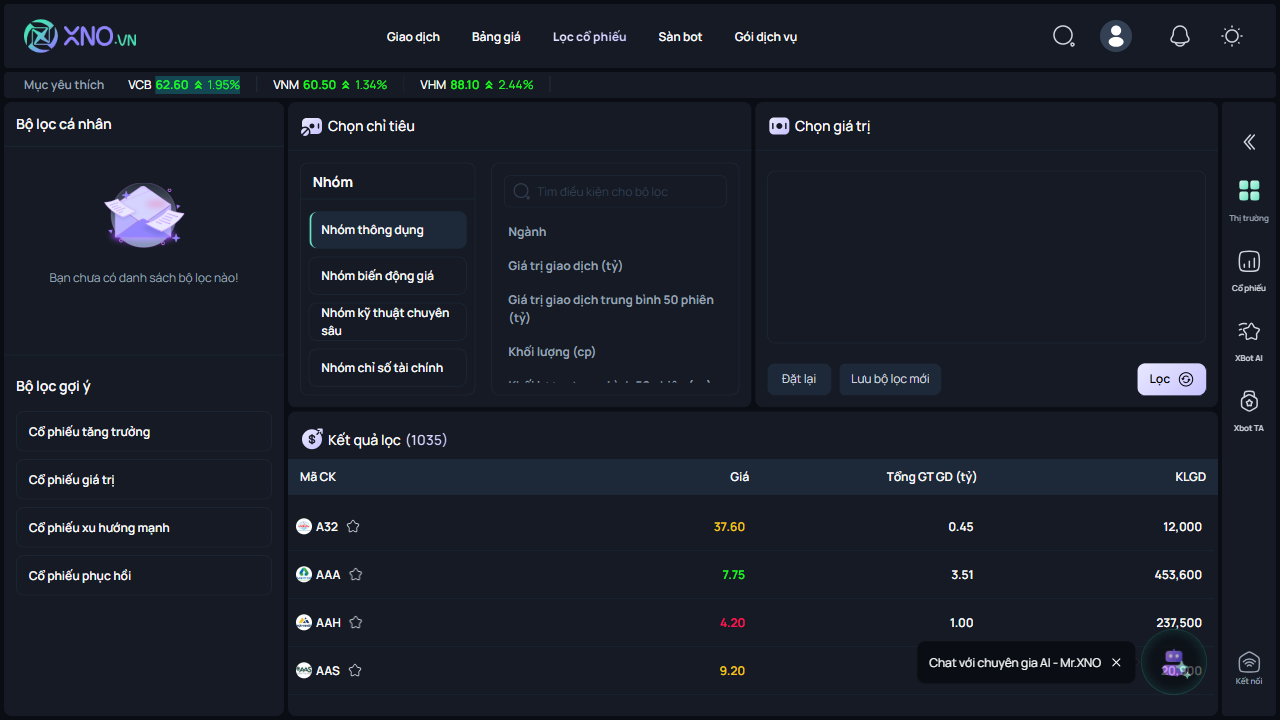 XNO.VN
Giao dịch
Bảng giá
Lọc cổ phiếu
Sàn bot
Gói dịch vụ
Mục yêu thích
VCB 62.60 1.95%
VNM 60.50 1.34%
VHM 88.10 2.44%
Bộ lọc cá nhân
Bạn chưa có danh sách bộ lọc nào!
Bộ lọc gợi ý
Cổ phiếu tăng trưởng
Cổ phiếu giá trị
Cổ phiếu xu hướng mạnh
Cổ phiếu phục hồi
Chọn chỉ tiêu
Nhóm
Nhóm thông dụng
Nhóm biến động giá
Nhóm kỹ thuật chuyên
sâu
Nhóm chỉ số tài chính
Tìm điều kiện cho bộ lọc
Ngành
Giá trị giao dịch (tỷ)
Giá trị giao dịch trung bình 50 phiên
(tỷ)
Khối lượng (cp)
Chọn giá trị
Đặt lại
Lưu bộ lọc mới
Lọc
Kết quả lọc (1035)
Mã CK Giá Tổng GT GD (tỷ) KLGD
A32 37.60 0.45 12,000
AAA 7.75 3.51 453,600
AAH 4.20 1.00 237,500
AAS 9.20
Chat với chuyên gia AI - Mr.XNO
Thị trường
Cổ phiếu
XBot AI
Xbot TA
Kết nối